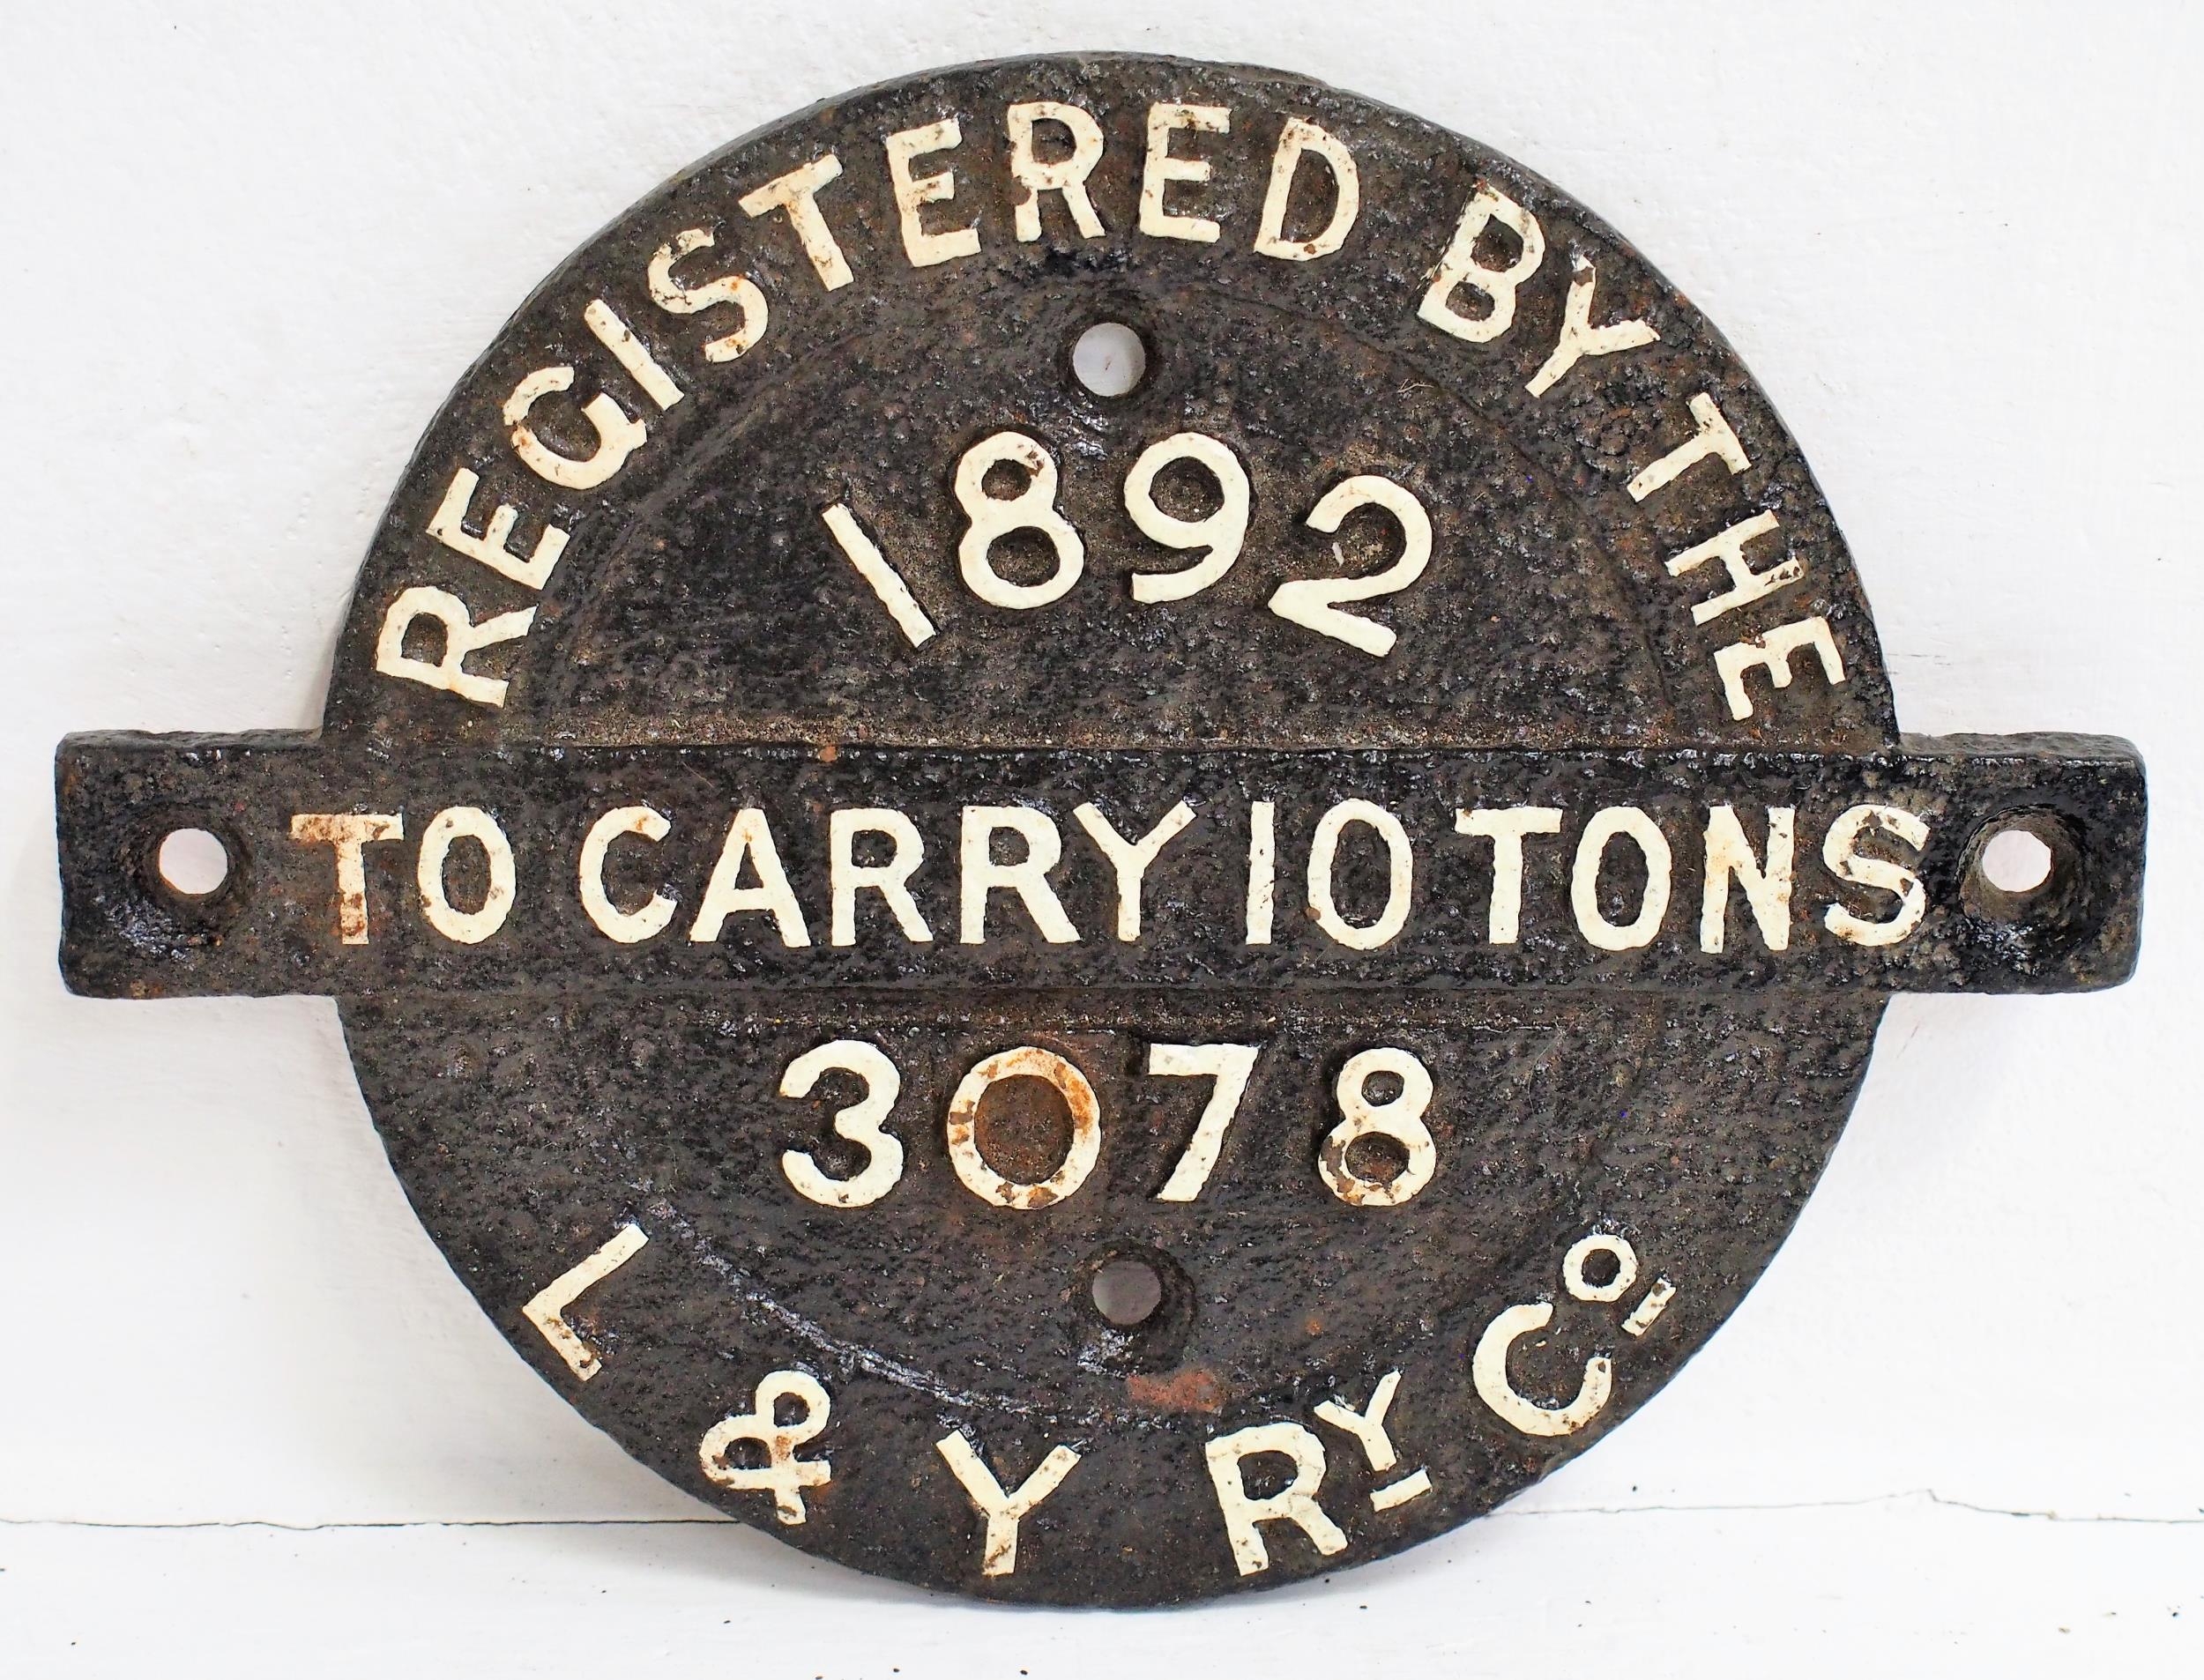 REGISTERED BY THE
1892
TO CARRY 10 TONS
3078
L & Y RY CO